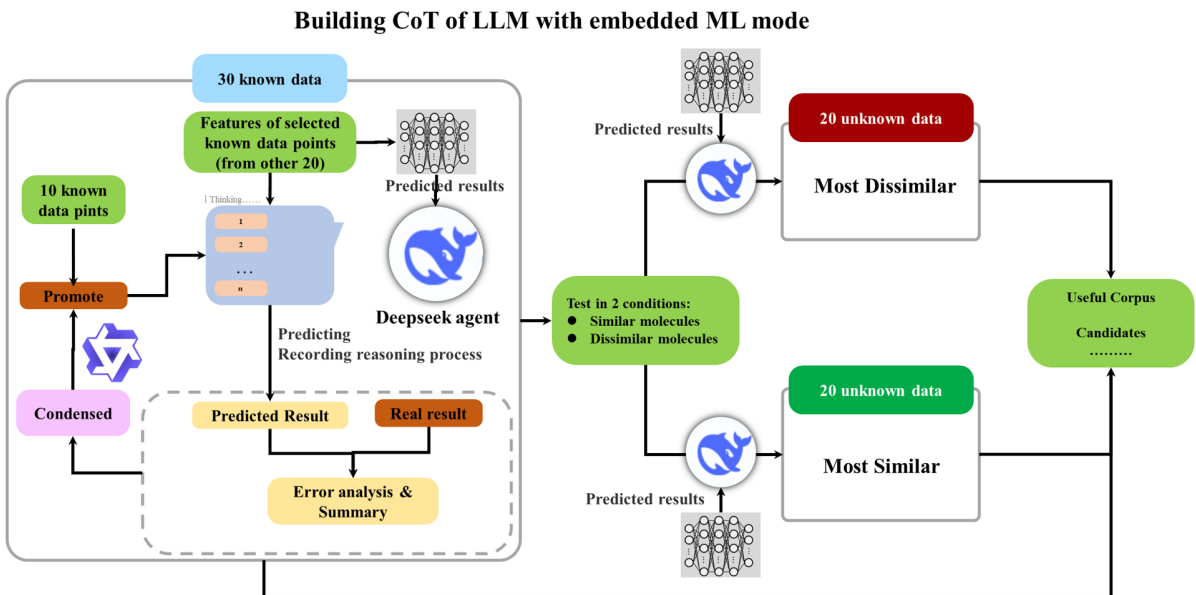 Building CoT of LLM with embedded ML mode
30 known data
Features of selected
known data points
(from other 20)
Predicted results
10 known
data pints
Thinking……
1
2
...
n
Promote
Deepseek agent
Predicting
Recording reasoning process
Condensed
Predicted Result
Real result
Error analysis &
Summary
Test in 2 conditions:
● Similar molecules
● Dissimilar molecules
Predicted results
20 unknown data
Most Dissimilar
20 unknown data
Most Similar
Predicted results
Useful Corpus
Candidates
………